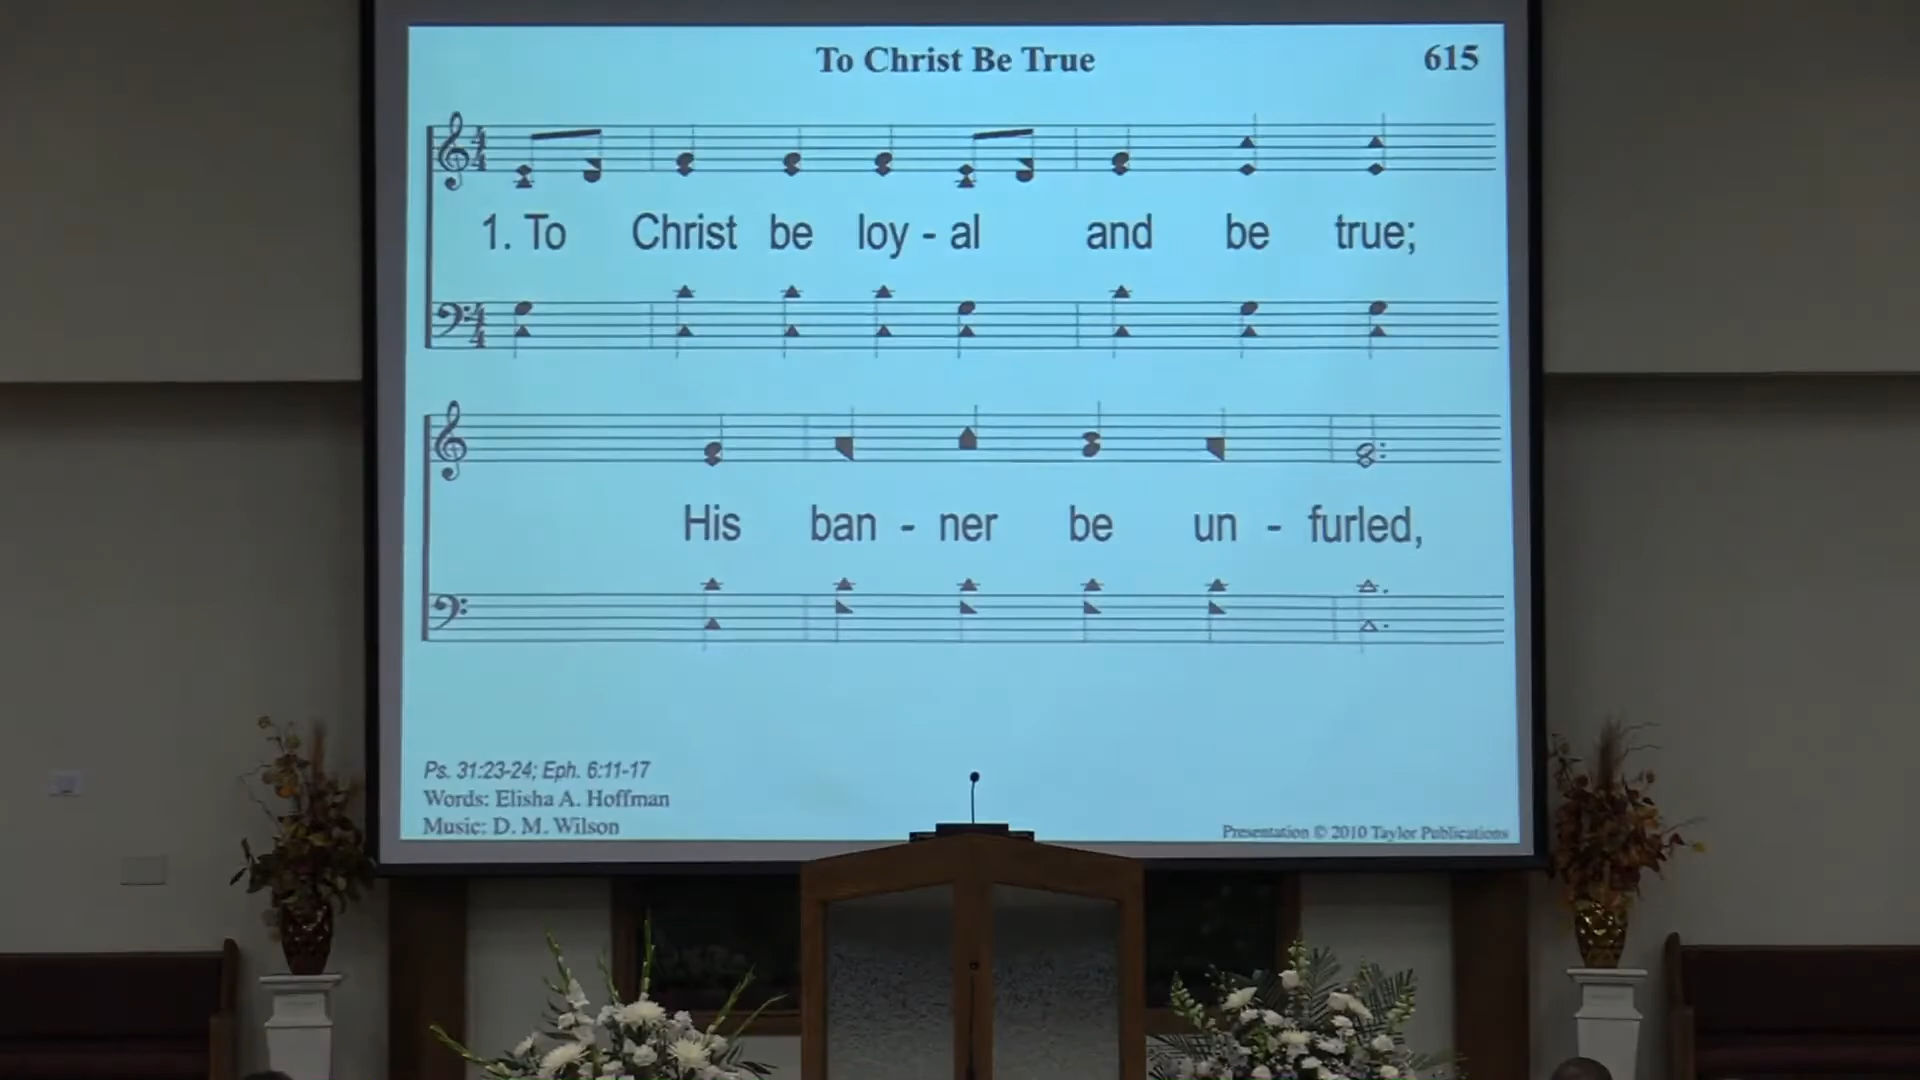 To Christ Be True
615
1. To Christ be loy - al and be true;
His ban - ner be un - furled,
Ps. 31:23-24; Eph. 6:11-17
Words: Elisha A. Hoffman
Music: D. M. Wilson
Presentation © 2010 Taylor Publications